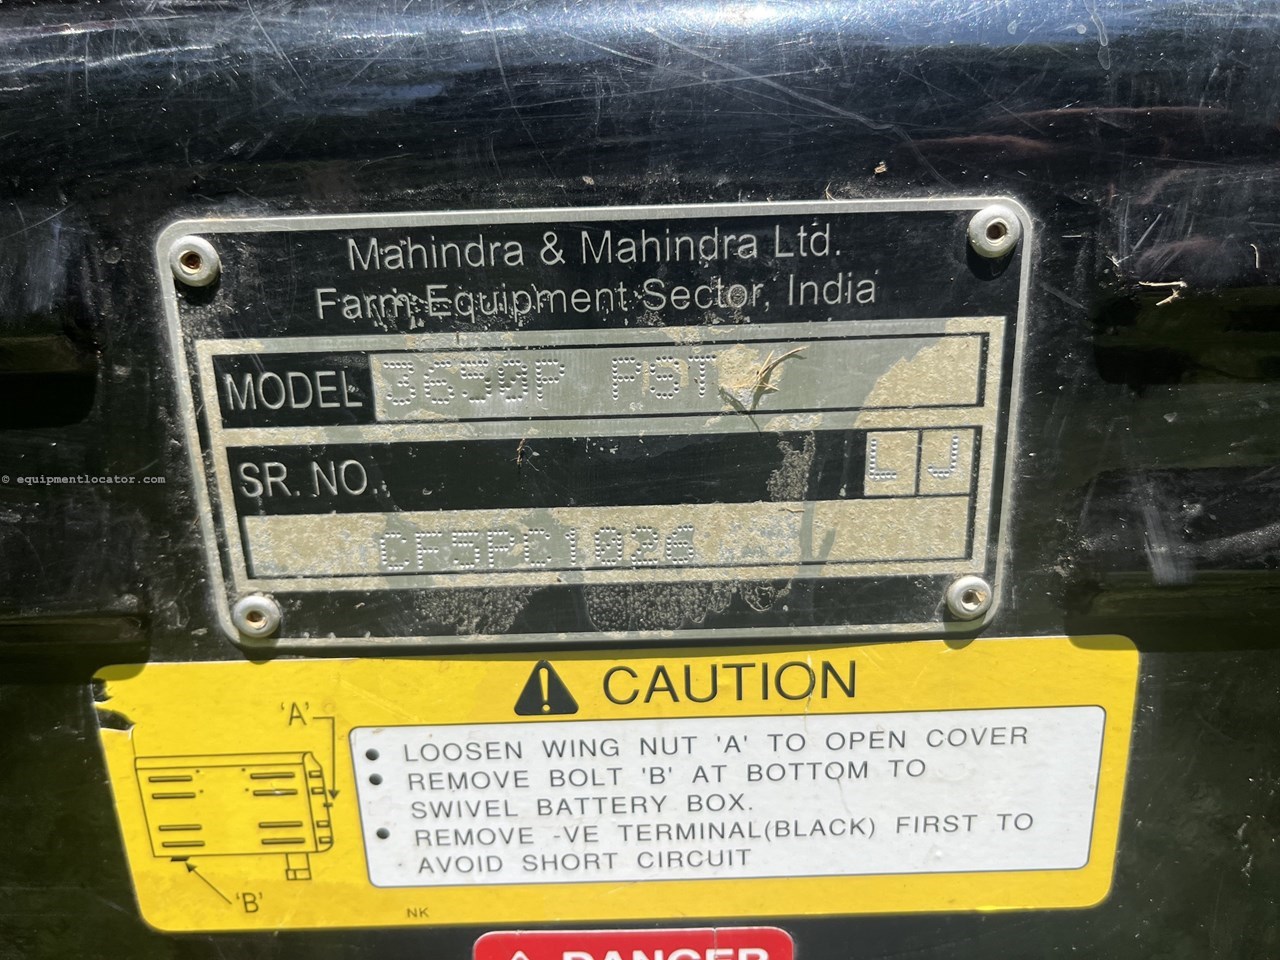 Mahindra & Mahindra Ltd.
Farm Equipment Sector, India
MODEL 3650P PST
SR. NO. L J
CF5PC1026
© equipmentlocator.com
CAUTION
'A'
• LOOSEN WING NUT 'A' TO OPEN COVER
• REMOVE BOLT 'B' AT BOTTOM TO
SWIVEL BATTERY BOX.
• REMOVE -VE TERMINAL(BLACK) FIRST TO
AVOID SHORT CIRCUIT
'B'
NK
DANGER